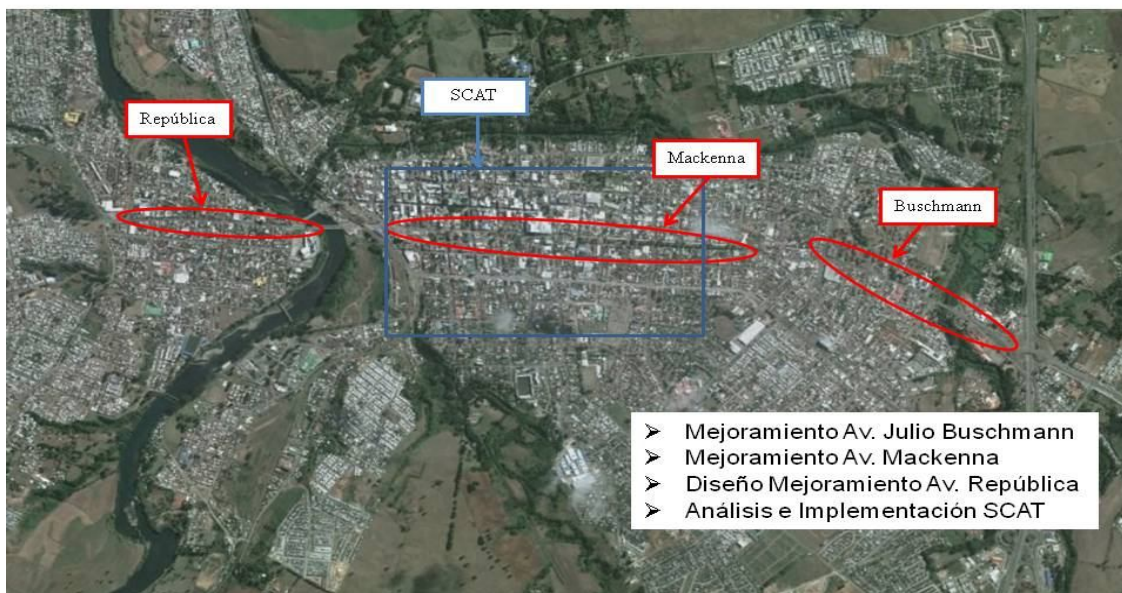 SCAT
República
Mackenna
Buschmann
➢ Mejoramiento Av. Julio Buschmann
➢ Mejoramiento Av. Mackenna
➢ Diseño Mejoramiento Av. República
➢ Análisis e Implementación SCAT